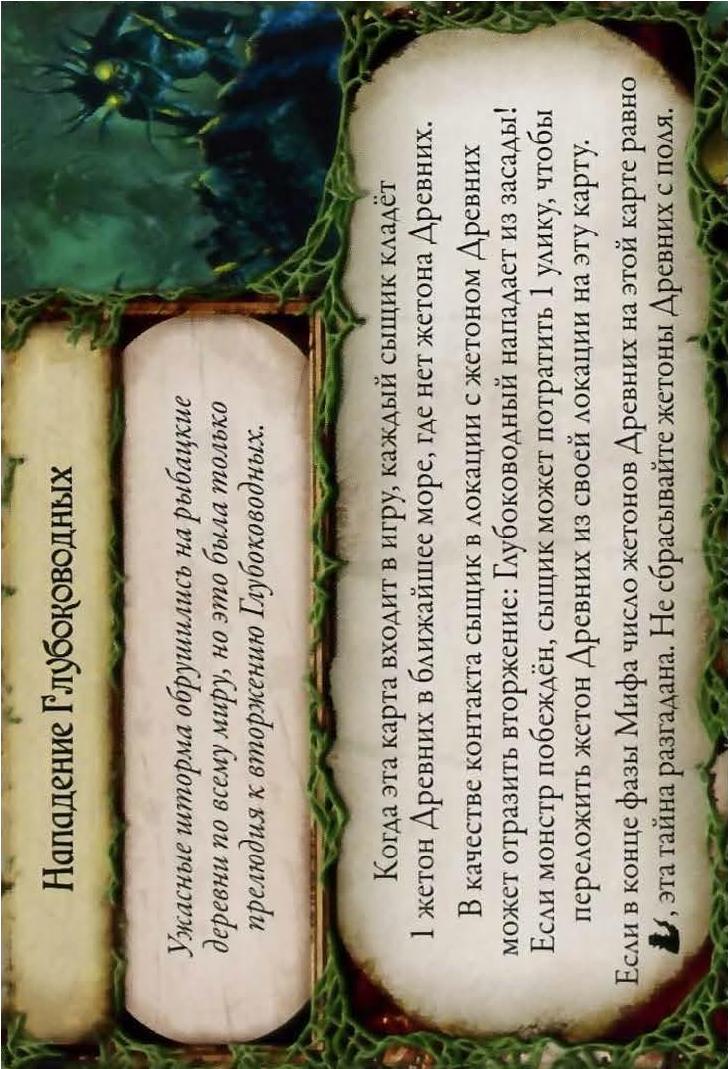 Нападение Глубоководных
Ужасные шторма обрушились на рыбацкие
деревни по всему миру, но это была только
прелюдия к вторжению Глубоководных.
Когда эта карта входит в игру, каждый сыщик кладёт
1 жетон Древних в ближайшее море, где нет жетона Древних.
В качестве контакта сыщик в локации с жетоном Древних
может отразить вторжение: Глубоководный нападает из засады!
Если монстр побеждён, сыщик может потратить 1 улику, чтобы
переложить жетон Древних из своей локации на эту карту.
Если в конце фазы Мифа число жетонов Древних на этой карте равно
, эта тайна разгадана. Не сбрасывайте жетоны Древних с поля.